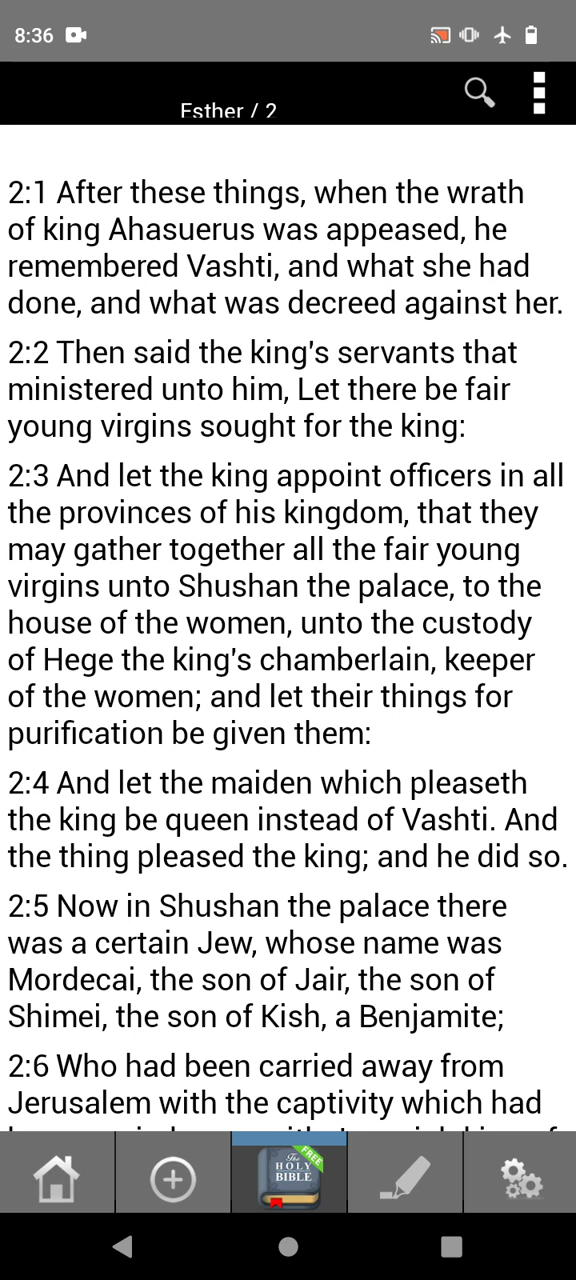 8:36
Esther / 2
2:1 After these things, when the wrath
of king Ahasuerus was appeased, he
remembered Vashti, and what she had
done, and what was decreed against her.
2:2 Then said the king's servants that
ministered unto him, Let there be fair
young virgins sought for the king:
2:3 And let the king appoint officers in all
the provinces of his kingdom, that they
may gather together all the fair young
virgins unto Shushan the palace, to the
house of the women, unto the custody
of Hege the king's chamberlain, keeper
of the women; and let their things for
purification be given them:
2:4 And let the maiden which pleaseth
the king be queen instead of Vashti. And
the thing pleased the king; and he did so.
2:5 Now in Shushan the palace there
was a certain Jew, whose name was
Mordecai, the son of Jair, the son of
Shimei, the son of Kish, a Benjamite;
2:6 Who had been carried away from
Jerusalem with the captivity which had
FREE
The
HOLY
BIBLE